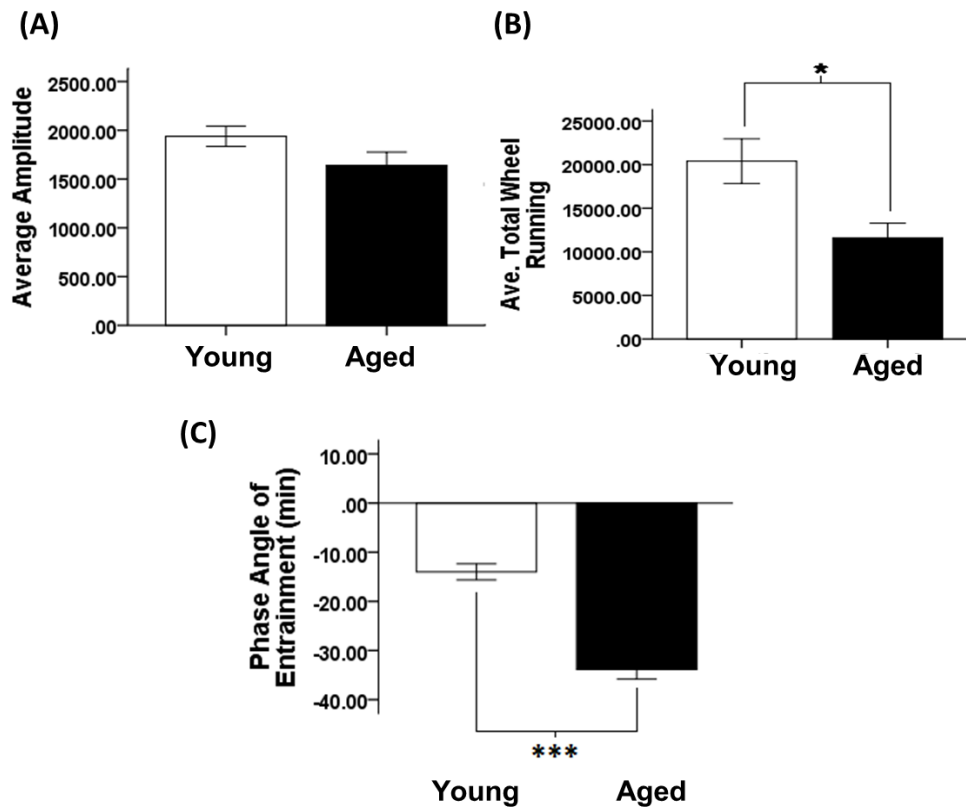 (A)
Average Amplitude
2500.00
2000.00
1500.00
1000.00
500.00
.00
Young Aged
(B)
*
Ave. Total Wheel
Running
25000.00
20000.00
15000.00
10000.00
5000.00
.00
Young Aged
(C)
Phase Angle of
Entrainment (min)
10.00
.00
-10.00
-20.00
-30.00
-40.00
***
Young Aged